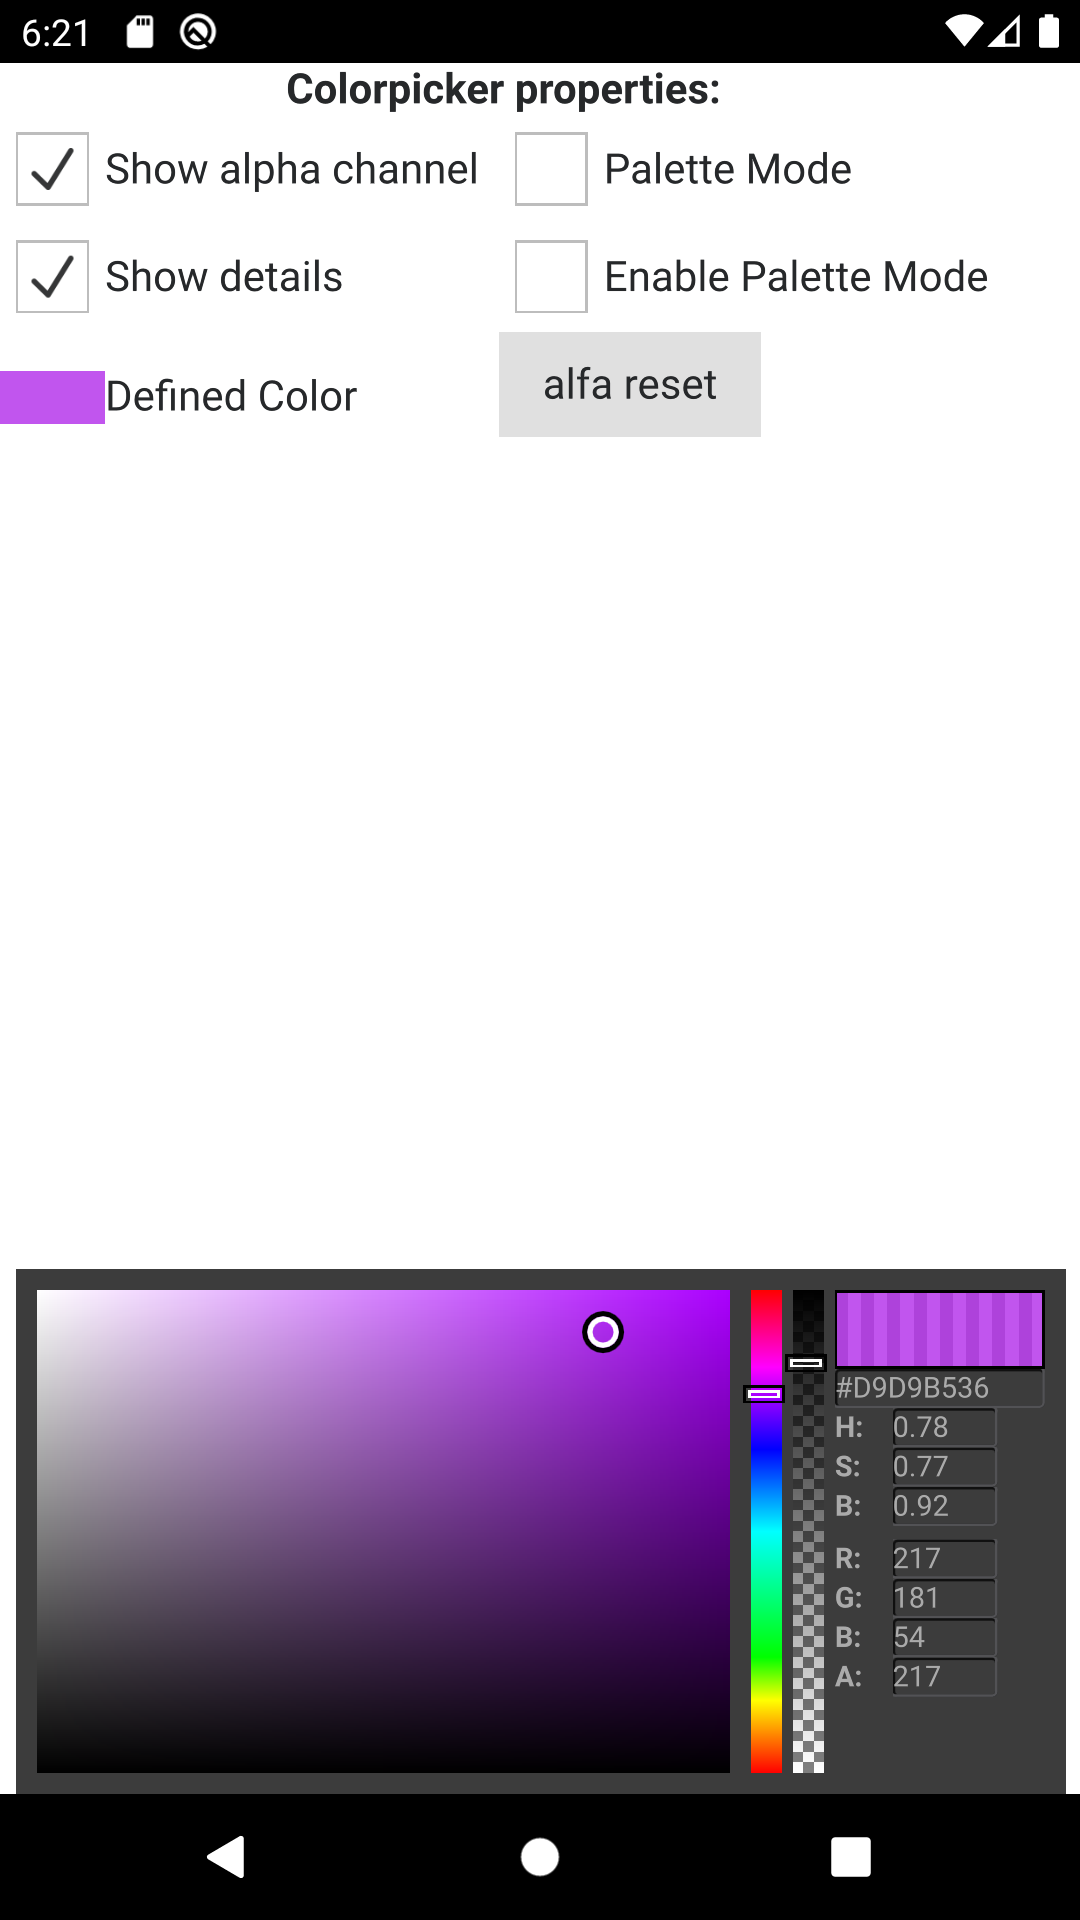 6:21
Colorpicker properties:
Show alpha channel
Palette Mode
Show details
Enable Palette Mode
Defined Color
alfa reset
#D9D9B536
H: 0.78
S: 0.77
B: 0.92
R: 217
G: 181
B: 54
A: 217